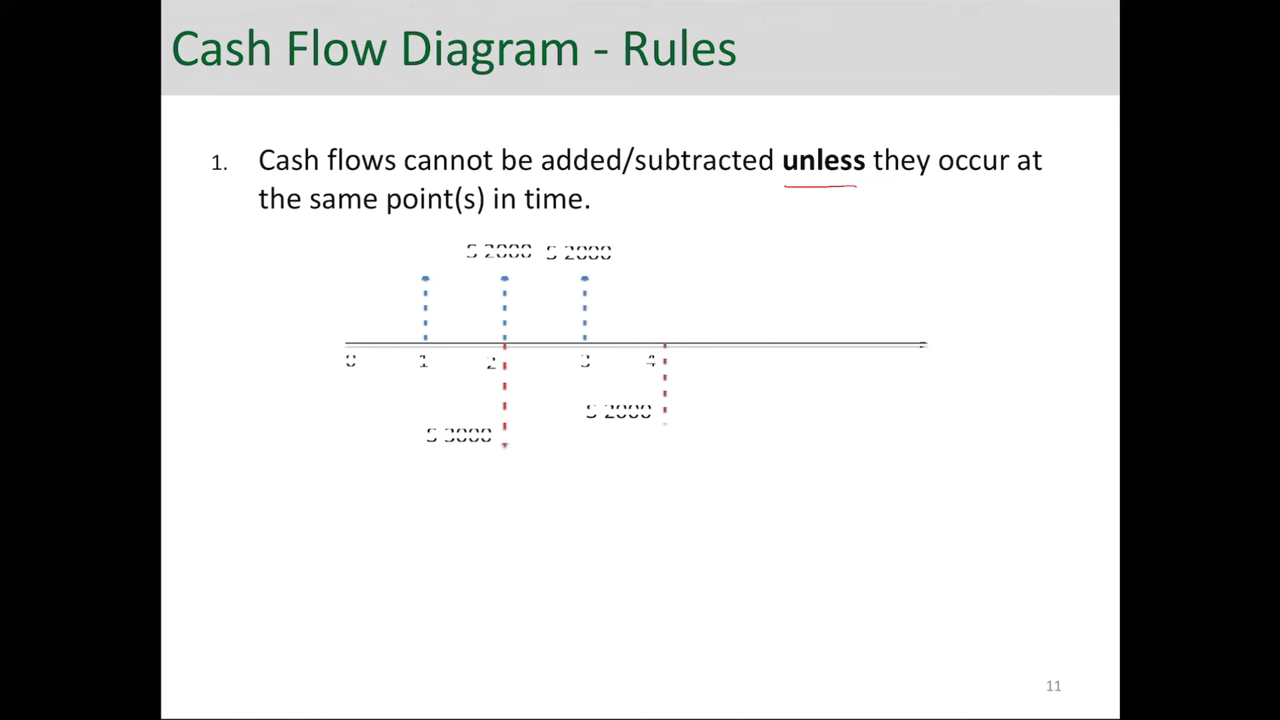 Cash Flow Diagram - Rules
1. Cash flows cannot be added/subtracted unless they occur at
the same point(s) in time.
$ 2000 $ 2000
0 1 2 3 4
$ 2000
$ 3000
11